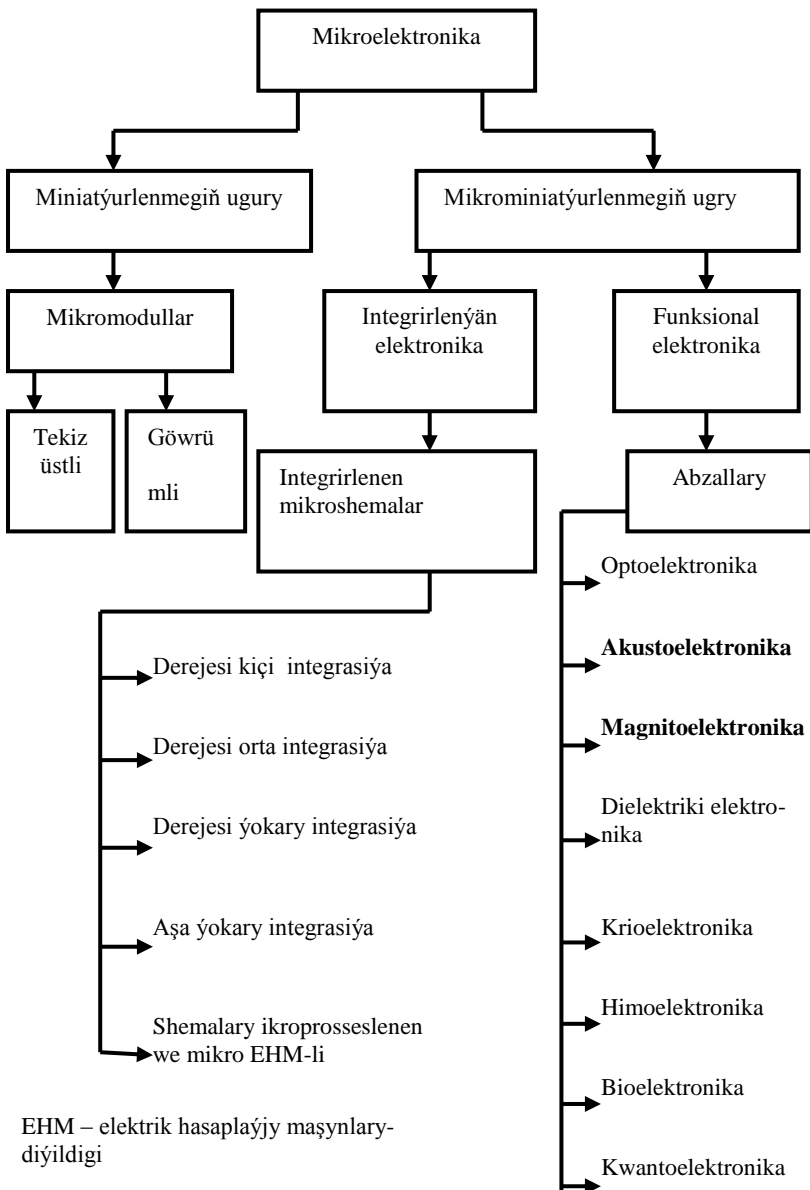 Mikroelektronika
Miniatýurlenmegiň ugury
Mikrominiatýurlenmegiň ugry
Mikromodullar
Integrirlenýän
elektronika
Funksional
elektronika
Tekiz
üstli
Göwrü
mli
Integrirlenen
mikroshemalar
Abzallary
Derejesi kiçi integrasiýa
Derejesi orta integrasiýa
Derejesi ýokary integrasiýa
Aşa ýokary integrasiýa
Shemalary ikroprosseslenen
we mikro EHM-li
Optoelektronika
Akustoelektronika
Magnitoelektronika
Dielektriki elektro-
nika
Krioelektronika
Himoelektronika
Bioelektronika
Kwantoelektronika
EHM – elektrik hasaplaýjy maşynlary-
diýildigi